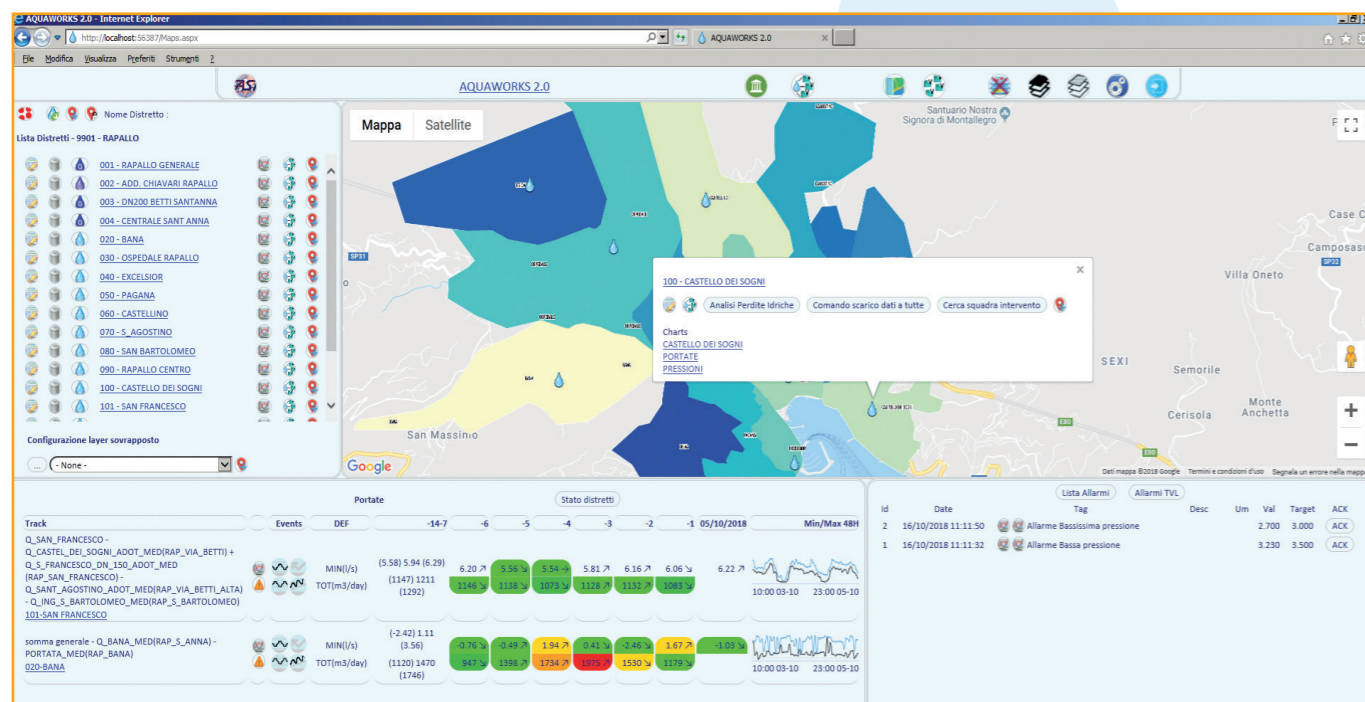 AQUAWORKS 2.0 - Internet Explorer
http://localhost:56387/Maps.aspx
AQUAWORKS 2.0
File Modifica Visualizza Preferiti Strumenti ?
AQUAWORKS 2.0
Nome Distretto :
Lista Distretti - 9901 - RAPALLO
001 - RAPALLO GENERALE
002 - ADD. CHIAVARI RAPALLO
003 - DN200 BETTI SANTANNA
004 - CENTRALE SANT ANNA
020 - BANA
030 - OSPEDALE RAPALLO
040 - EXCELSIOR
050 - PAGANA
060 - CASTELLINO
070 - S_AGOSTINO
080 - SAN BARTOLOMEO
090 - RAPALLO CENTRO
100 - CASTELLO DEI SOGNI
101 - SAN FRANCESCO
Configurazione layer sovrapposto
... - None -
Mappa Satellite
Santuario Nostra
Signora di Montallegro
SP31
Case C
Camposasc
SP32
Villa Oneto
SEXI
Semorile
Monte
Anchetta
Cerisola
E80
E80
San Massimo
Google
Dati mappa ©2018 Google Termini e condizioni d'uso Segnala un errore nella mappa
100 - CASTELLO DEI SOGNI
×
Analisi Perdite Idriche Comando scarico dati a tutte Cerca squadra intervento
Charts
CASTELLO DEI SOGNI
PORTATE
PRESSIONI
Portate Stato distretti
Track Events DEF -14-7 -6 -5 -4 -3 -2 -1 05/10/2018 Min/Max 48H
Q_SAN_FRANCESCO -
Q_CASTEL_DEI_SOGNI_ADOT_MED(RAP_VIA_BETTI) +
Q_S_FRANCESCO_DN_150_ADOT_MED
(RAP_SAN_FRANCESCO) -
Q_SANT_AGOSTINO_ADOT_MED(RAP_VIA_BETTI_ALTA)
- Q_ING_S_BARTOLOMEO_MED(RAP_S_BARTOLOMEO)
101-SAN FRANCESCO
MIN(l/s) (5.58) 5.94 (6.29) 6.20 ↗ 5.56 ↘ 5.54 → 5.81 ↗ 6.16 ↗ 6.06 ↘ 6.22 ↗
TOT(m3/day) (1147) 1211 (1292) 1146 ↘ 1138 ↘ 1073 ↘ 1128 ↗ 1132 ↗ 1083 ↘
10:00 03-10 23:00 05-10
somma generale - Q_BANA_MED(RAP_S_ANNA) -
PORTATA_MED(RAP_BANA)
020-BANA
MIN(l/s) (-2.42) 1.11 (3.56) -0.76 ↘ -0.49 ↗ 1.94 ↗ 0.41 ↘ -2.46 ↘ 1.67 ↗ -1.03 ↘
TOT(m3/day) (1120) 1470 (1746) 947 ↘ 1398 ↗ 1734 ↗ 1975 ↗ 1530 ↘ 1179 ↘
10:00 03-10 23:00 05-10
Lista Allarmi Allarmi TVL
Id Date Tag Desc Um Val Target ACK
2 16/10/2018 11:11:50 Allarme Bassissima pressione 2.700 3.000 ACK
1 16/10/2018 11:11:32 Allarme Bassa pressione 3.230 3.500 ACK